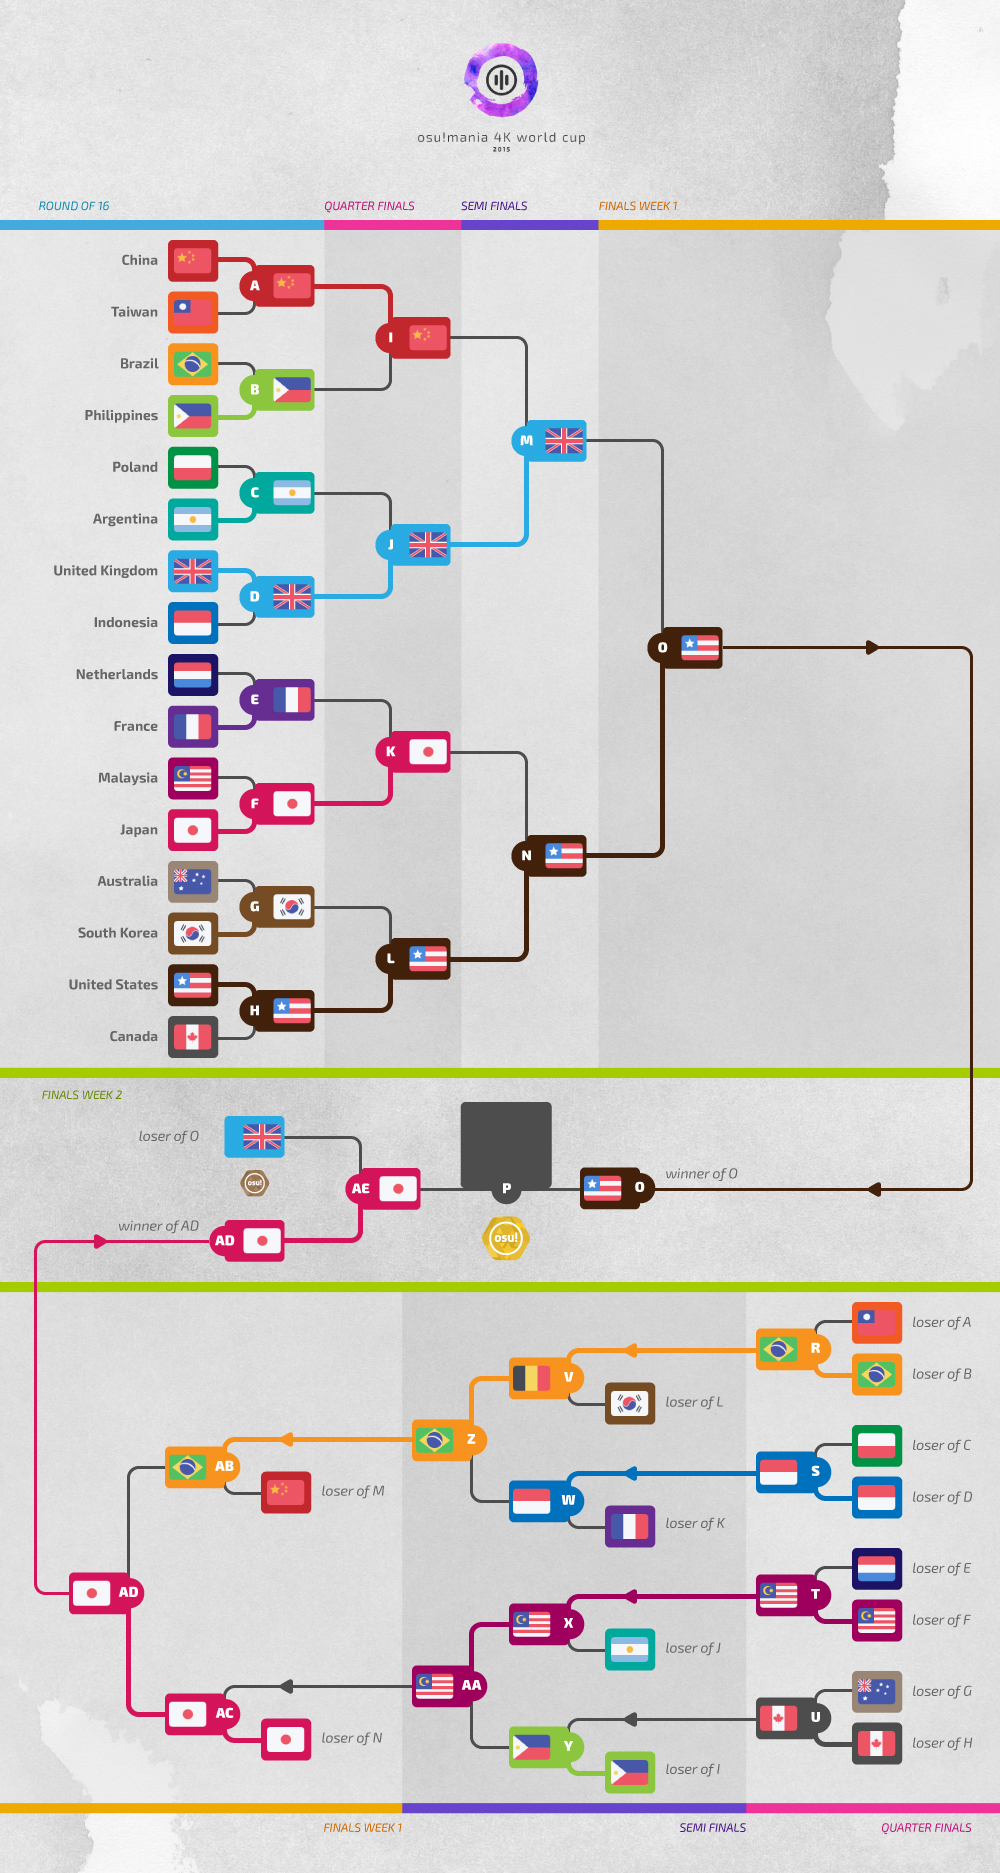 osu!mania 4K world cup
2015
ROUND OF 16
QUARTER FINALS
SEMI FINALS
FINALS WEEK 1
China
A
Taiwan
I
Brazil
B
Philippines
M
Poland
C
Argentina
J
United Kingdom
D
Indonesia
O
Netherlands
E
France
K
Malaysia
F
Japan
N
Australia
G
South Korea
L
United States
H
Canada
FINALS WEEK 2
loser of O
osu!
AE
P
O
winner of O
winner of AD
AD
osu!
R
loser of A
loser of B
V
loser of L
Z
AB
loser of M
W
loser of K
S
loser of C
loser of D
AD
X
loser of J
T
loser of E
loser of F
AA
AC
loser of N
Y
loser of I
U
loser of G
loser of H
FINALS WEEK 1
SEMI FINALS
QUARTER FINALS